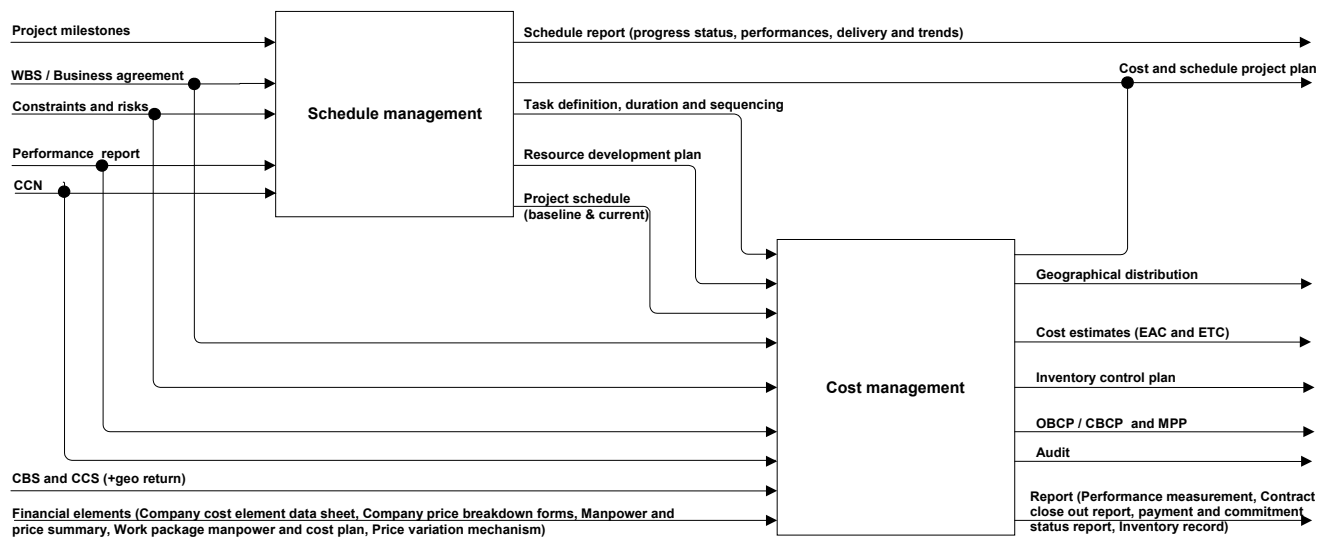 Project milestones
Schedule report (progress status, performances, delivery and trends)
WBS / Business agreement
Cost and schedule project plan
Constraints and risks
Schedule management
Task definition, duration and sequencing
Performance report
Resource development plan
CCN
Project schedule
(baseline & current)
Geographical distribution
Cost estimates (EAC and ETC)
Cost management
Inventory control plan
OBCP / CBCP and MPP
Audit
CBS and CCS (+geo return)
Financial elements (Company cost element data sheet, Company price breakdown forms, Manpower and
price summary, Work package manpower and cost plan, Price variation mechanism)
Report (Performance measurement, Contract
close out report, payment and commitment
status report, Inventory record)